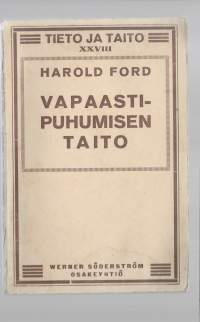 TIETO JA TAITO
XXVIII
HAROLD FORD
VAPAASTI-
PUHUMISEN
TAITO
WERNER SÖDERSTRÖM
OSAKEYHTIÖ